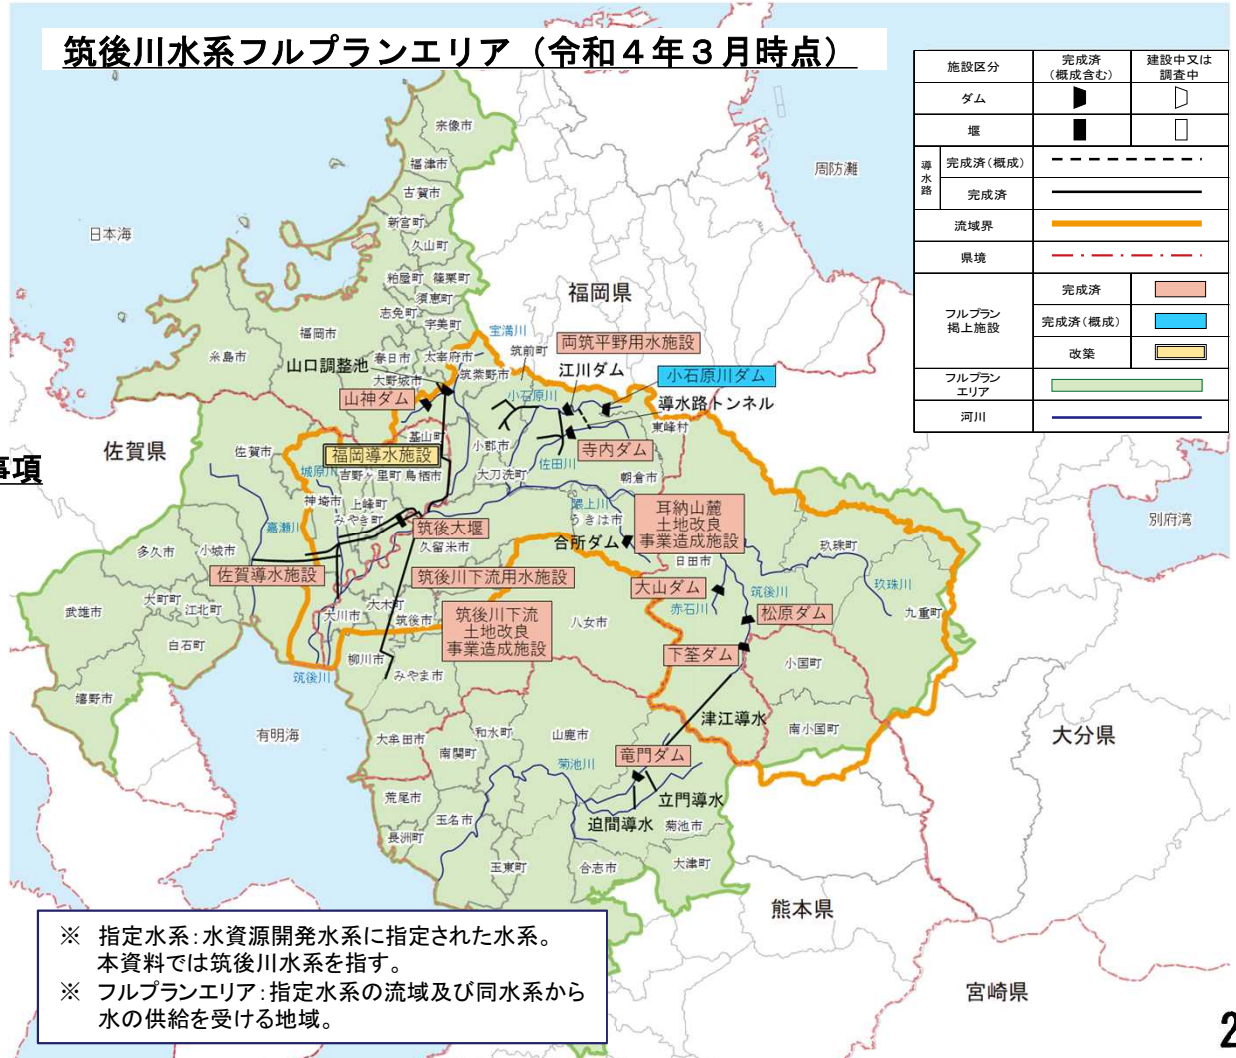 筑後川水系フルプランエリア（令和４年３月時点）
施設区分
完成済
(概成含む)
建設中又は
調査中
ダム
堰
導水路
完成済(概成)
完成済
流域界
県境
フルプラン
掲上施設
完成済
完成済(概成)
改築
フルプラン
エリア
河川
宗像市
福津市
古賀市
新宮町
久山町
粕屋町
篠栗町
須恵町
志免町
宇美町
日本海
周防灘
福岡県
福岡市
糸島市
春日市
太宰府市
大野城市
筑紫野市
宝満川
筑前町
両筑平野用水施設
山口調整池
江川ダム
小石原川ダム
山神ダム
小石原川
導水路トンネル
東峰村
基山町
佐賀県
佐賀市
福岡導水施設
小郡市
寺内ダム
事項
城原川
吉野ヶ里町
鳥栖市
大刀洗町
佐田川
朝倉市
神埼市
上峰町
みやき町
隈上川
うきは市
耳納山麓
土地改良
事業造成施設
別府湾
嘉瀬川
筑後大堰
久留米市
合所ダム
玖珠町
多久市
小城市
日田市
佐賀導水施設
筑後川下流用水施設
大山ダム
筑後川
玖珠川
武雄市
大町町
江北町
大木町
大川市
筑後市
赤石川
松原ダム
九重町
筑後川下流
土地改良
事業造成施設
八女市
白石町
下筌ダム
柳川市
みやま市
小国町
筑後川
嬉野市
津江導水
南小国町
有明海
大牟田市
和水町
山鹿市
南関町
竜門ダム
大分県
菊池川
荒尾市
立門導水
玉名市
迫間導水
菊池市
長洲町
玉東町
合志市
大津町
熊本県
宮崎県
※ 指定水系：水資源開発水系に指定された水系。
本資料では筑後川水系を指す。
※ フルプランエリア：指定水系の流域及び同水系から
水の供給を受ける地域。
2